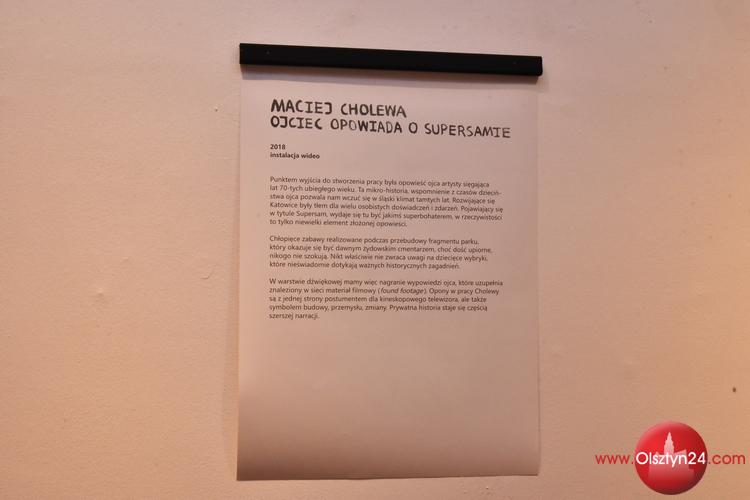 MACIEJ CHOLEWA
OJCIEC OPOWIADA O SUPERSAMIE
2018
instalacja wideo
Punktem wyjścia do stworzenia pracy była opowieść ojca artysty sięgająca
lat 70-tych ubiegłego wieku. Ta mikro-historia, wspomnienie z czasów dzieciń-
stwa ojca pozwala nam wczuć się w śląski klimat tamtych lat. Rozwijające się
Katowice były tłem dla wielu osobistych doświadczeń i zdarzeń. Pojawiający się
w tytule Supersam, wydaje się tu być jakimś superbohaterem, w rzeczywistości
to tylko niewielki element złożonej opowieści.
Chłopięce zabawy realizowane podczas przebudowy fragmentu parku,
który okazuje się być dawnym żydowskim cmentarzem, choć dość upiorne,
nikogo nie szokują. Nikt właściwie nie zwraca uwagi na dziecięce wybryki,
które nieświadomie dotykają ważnych historycznych zagadnień.
W warstwie dźwiękowej mamy więc nagranie wypowiedzi ojca, które uzupełnia
znaleziony w sieci materiał filmowy (found footage). Opony w pracy Cholewy
są z jednej strony postumentem dla kineskopowego telewizora, ale także
symbolem budowy, przemysłu, zmiany. Prywatna historia staje się częścią
szerszej narracji.
www.Olsztyn24.com